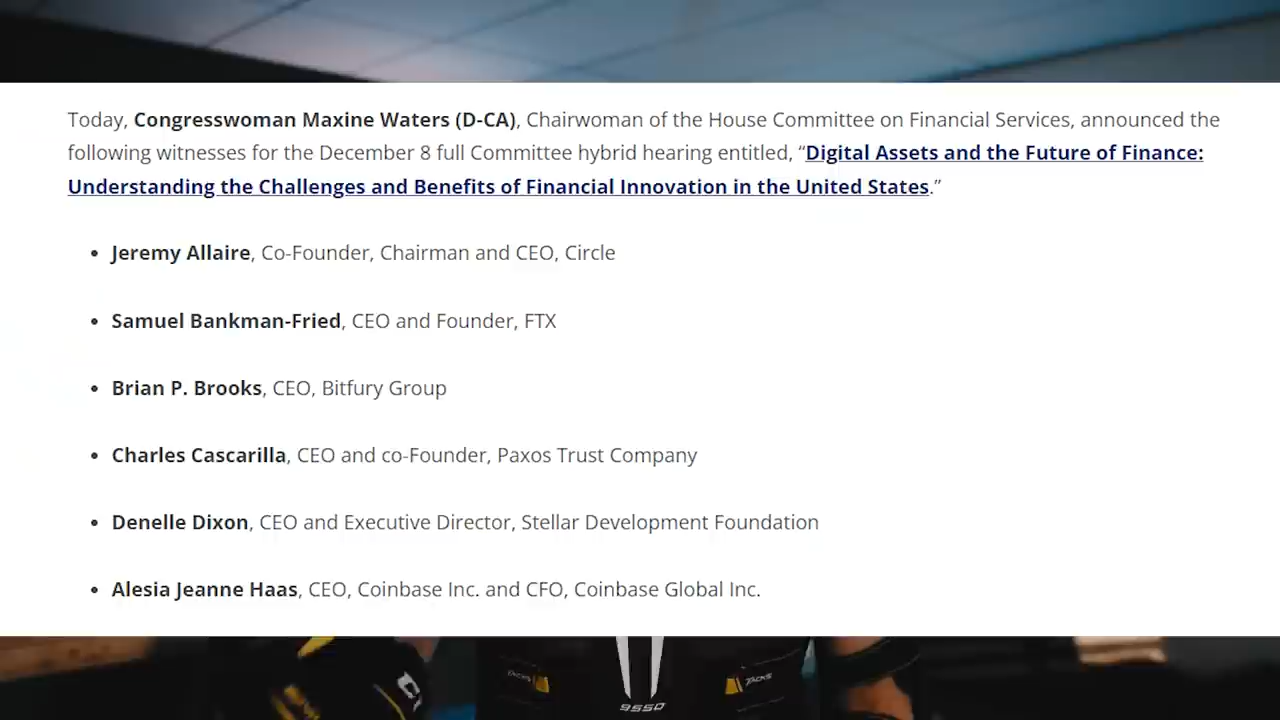 Today, Congresswoman Maxine Waters (D-CA), Chairwoman of the House Committee on Financial Services, announced the
following witnesses for the December 8 full Committee hybrid hearing entitled, “Digital Assets and the Future of Finance:
Understanding the Challenges and Benefits of Financial Innovation in the United States.”
• Jeremy Allaire, Co-Founder, Chairman and CEO, Circle
• Samuel Bankman-Fried, CEO and Founder, FTX
• Brian P. Brooks, CEO, Bitfury Group
• Charles Cascarilla, CEO and co-Founder, Paxos Trust Company
• Denelle Dixon, CEO and Executive Director, Stellar Development Foundation
• Alesia Jeanne Haas, CEO, Coinbase Inc. and CFO, Coinbase Global Inc.